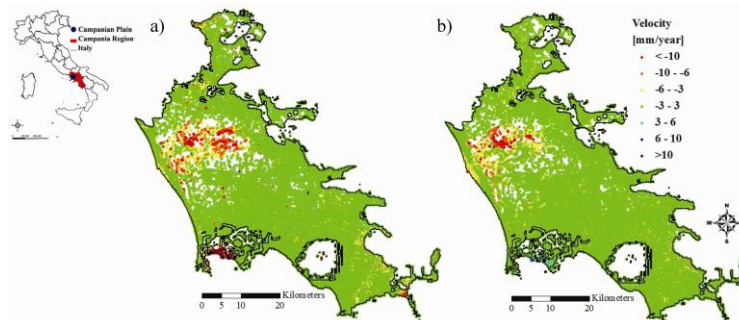 Campanian Plain
Campania Region
Italy
a)
b)
Velocity
[mm/year]
< -10
-10 - -6
-6 - -3
-3 - 3
3 - 6
6 - 10
>10
N
W
E
S
Kilometers
0 5 10 20
Kilometers
0 5 10 20